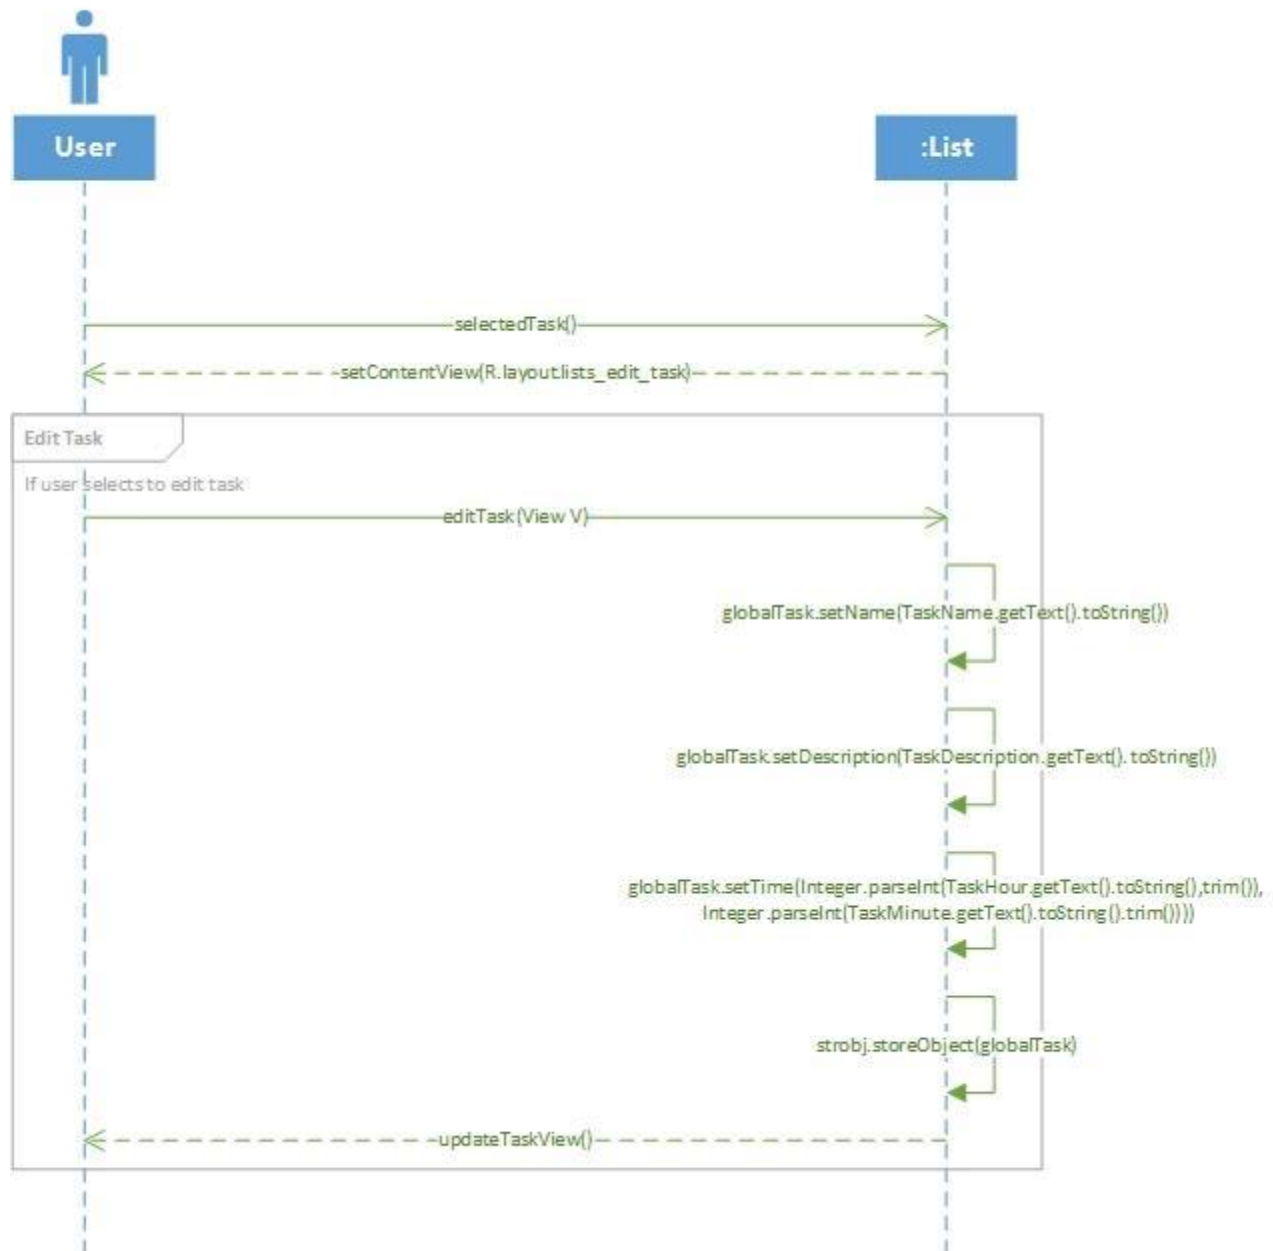 User
:List
selectedTask()
setContentView(R.layout.lists_edit_task)
Edit Task
If user selects to edit task
editTask(View V)
globalTask.setName(TaskName.getText().toString())
globalTask.setDescription(TaskDescription.getText(). toString())
globalTask.setTime(Integer.parseInt(TaskHour.getText().toString(),trim()),
Integer.parseInt(TaskMinute.getText().toString().trim())))
strobj.storeObject(globalTask)
updateTaskView()